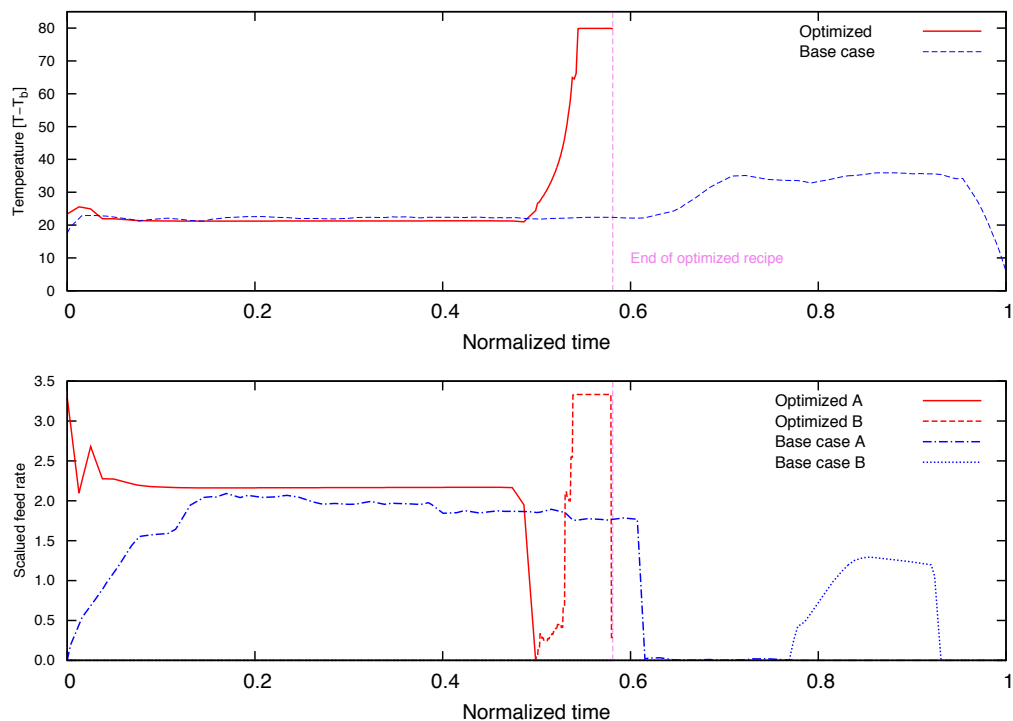 80
70
60
50
40
30
20
10
0
Temperature [T−T_b]
Optimized
Base case
End of optimized recipe
0
0.2
0.4
0.6
0.8
1
Normalized time
3.5
3.0
2.5
2.0
1.5
1.0
0.5
0.0
Scalued feed rate
Optimized A
Optimized B
Base case A
Base case B
0
0.2
0.4
0.6
0.8
1
Normalized time